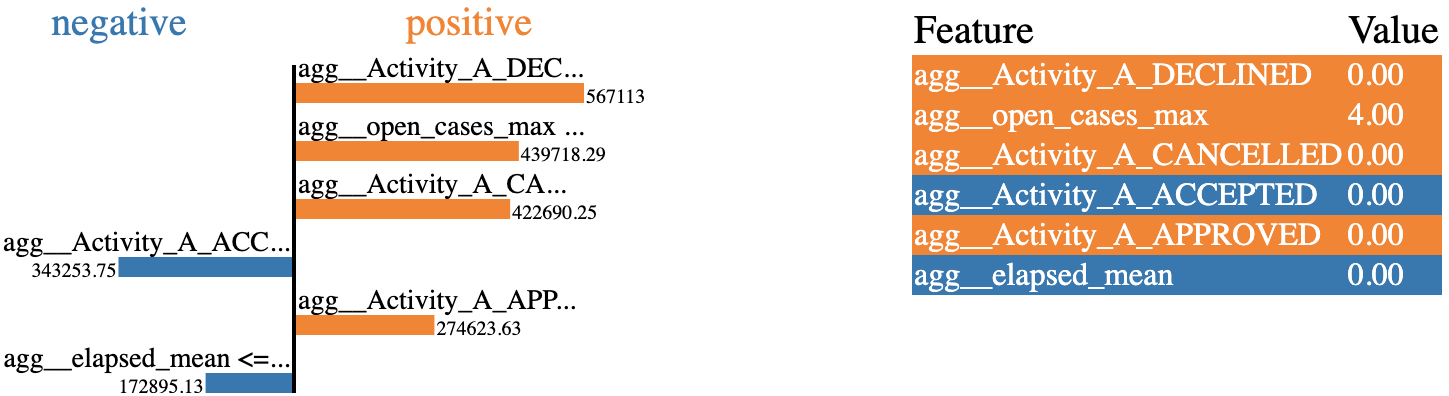 negative positive
agg__Activity_A_DEC...
567113
agg__open_cases_max ...
439718.29
agg__Activity_A_CA...
422690.25
agg__Activity_A_ACC...
343253.75
agg__Activity_A_APP...
274623.63
agg__elapsed_mean <=...
172895.13
Feature Value
agg__Activity_A_DECLINED 0.00
agg__open_cases_max 4.00
agg__Activity_A_CANCELLED 0.00
agg__Activity_A_ACCEPTED 0.00
agg__Activity_A_APPROVED 0.00
agg__elapsed_mean 0.00